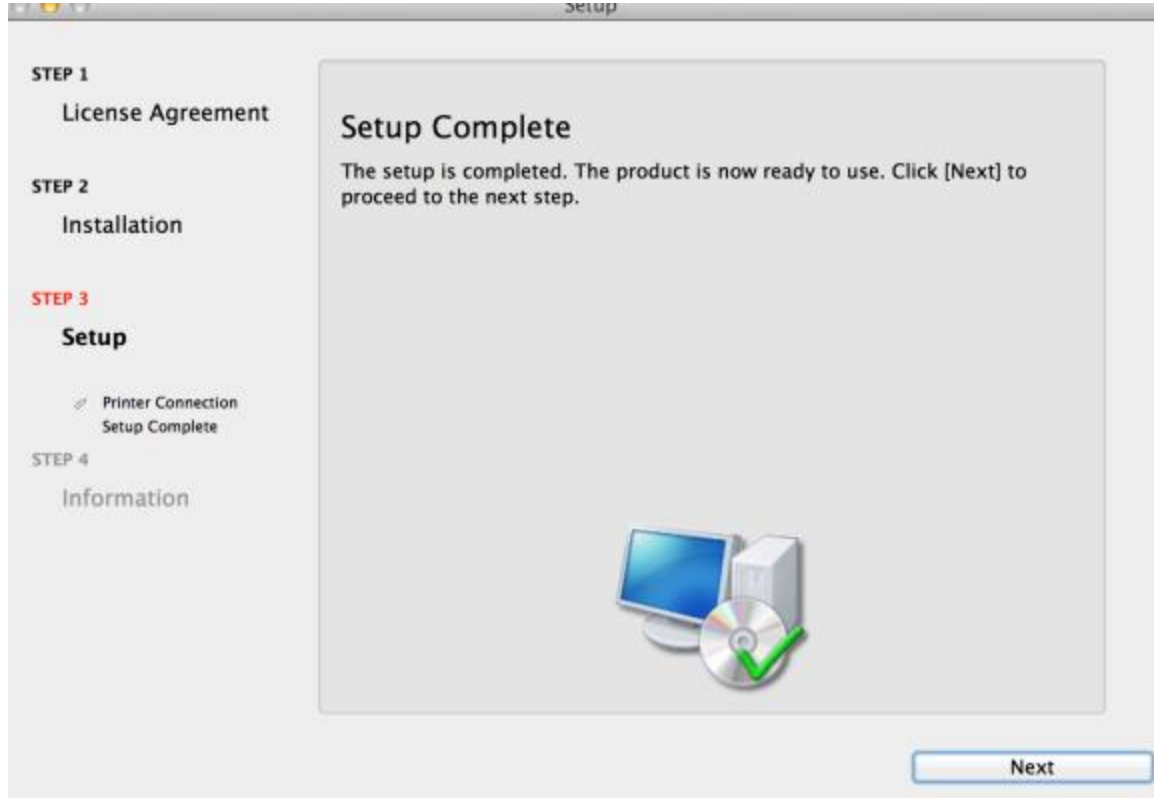 Setup
STEP 1
License Agreement
STEP 2
Installation
STEP 3
Setup
Printer Connection
Setup Complete
STEP 4
Information
Setup Complete
The setup is completed. The product is now ready to use. Click [Next] to
proceed to the next step.
Next